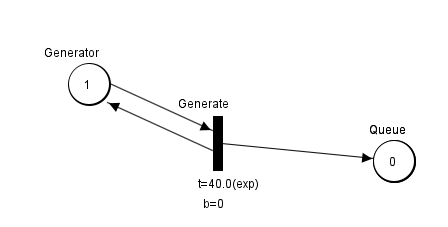 Generator
1
Generate
Queue
0
t=40.0(exp)
b=0